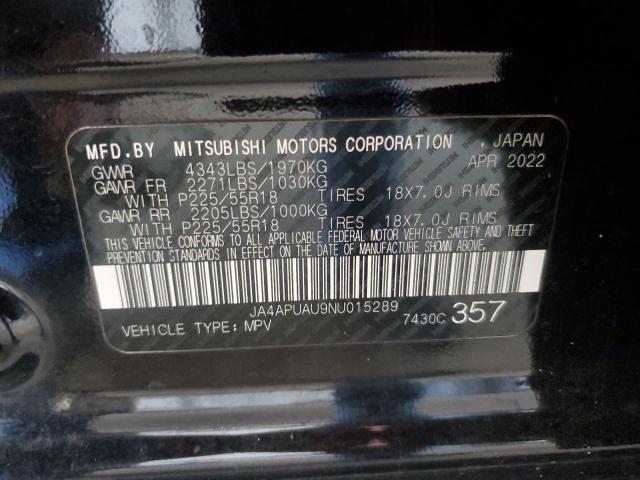 MFD.BY MITSUBISHI MOTORS CORPORATION , JAPAN
GVWR 4343LBS/1970KG APR 2022
GAWR FR 2271LBS/1030KG
WITH P225/55R18 TIRES 18X7.0J RIMS
GAWR RR 2205LBS/1000KG
WITH P225/55R18 TIRES 18X7.0J RIMS
THIS VEHICLE CONFORMS TO ALL APPLICABLE FEDERAL MOTOR VEHICLE SAFETY AND THEFT
PREVENTION STANDARDS IN EFFECT ON THE DATE OF MANUFACTURE SHOWN ABOVE.
JA4APUAU9NU015289
VEHICLE TYPE: MPV 7430C 357